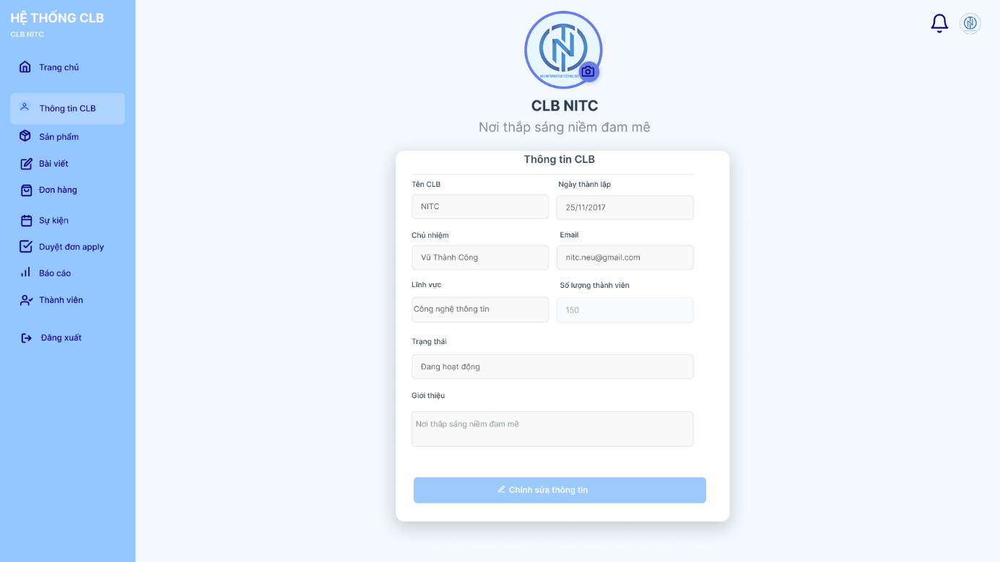 HỆ THỐNG CLB
CLB NITC
Trang chủ
Thông tin CLB
Sản phẩm
Bài viết
Đơn hàng
Sự kiện
Duyệt đơn apply
Báo cáo
Thành viên
Đăng xuất
NEU INFORMATION TECHNOLOGY
CLB NITC
Nơi thắp sáng niềm đam mê
Thông tin CLB
Tên CLB
Ngày thành lập
NITC
25/11/2017
Chủ nhiệm
Email
Vũ Thành Công
nitc.neu@gmail.com
Lĩnh vực
Số lượng thành viên
Công nghệ thông tin
150
Trạng thái
Đang hoạt động
Giới thiệu
Nơi thắp sáng niềm đam mê
Chỉnh sửa thông tin